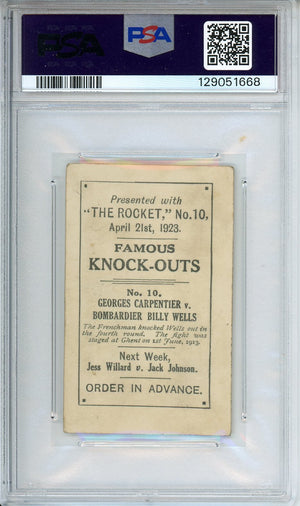 PSA
PSA
129051668
Presented with
"THE ROCKET," No. 10,
April 21st, 1923.
FAMOUS
KNOCK-OUTS
No. 10.
GEORGES CARPENTIER v.
BOMBARDIER BILLY WELLS
The Frenchman knocked Wells out in
the fourth round. The fight was
staged at Ghent on 1st June, 1913.
Next Week,
Jess Willard v. Jack Johnson.
ORDER IN ADVANCE.